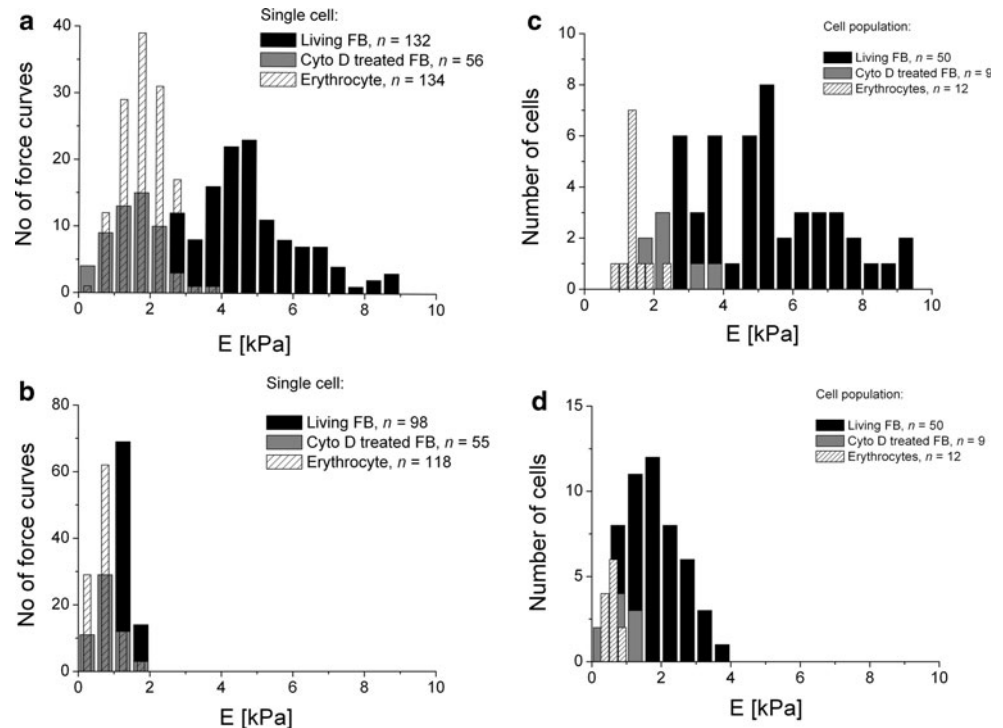 a
Single cell:
Living FB, n = 132
Cyto D treated FB, n = 56
Erythrocyte, n = 134
No of force curves
40
30
20
10
0
0 2 4 6 8 10
E [kPa]
c
Cell population:
Living FB, n = 50
Cyto D treated FB, n = 9
Erythrocytes, n = 12
Number of cells
10
8
6
4
2
0
0 2 4 6 8 10
E [kPa]
b
Single cell:
Living FB, n = 98
Cyto D treated FB, n = 55
Erythrocyte, n = 118
No of force curves
80
60
40
20
0
0 2 4 6 8 10
E [kPa]
d
Cell population:
Living FB, n = 50
Cyto D treated FB, n = 9
Erythrocytes, n = 12
Number of cells
15
10
5
0
0 2 4 6 8 10
E [kPa]